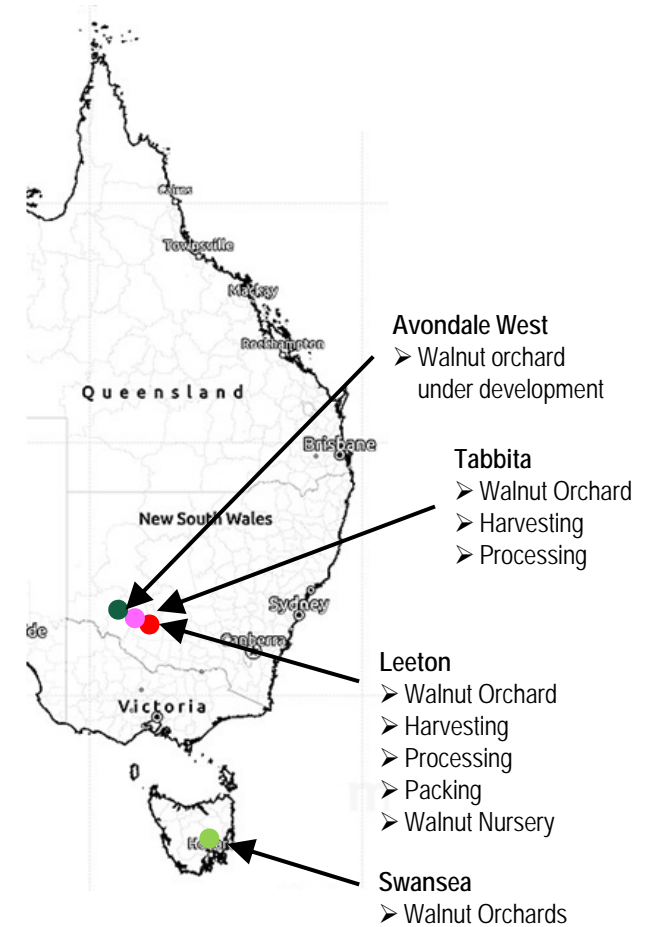 Cairns
Townsville
Mackay
Rockhampton
Avondale West
➢ Walnut orchard
under development
Queensland
Brisbane
Tabbita
➢ Walnut Orchard
➢ Harvesting
➢ Processing
New South Wales
Sydney
de
Canberra
Leeton
➢ Walnut Orchard
➢ Harvesting
➢ Processing
➢ Packing
➢ Walnut Nursery
Victoria
Swansea
➢ Walnut Orchards